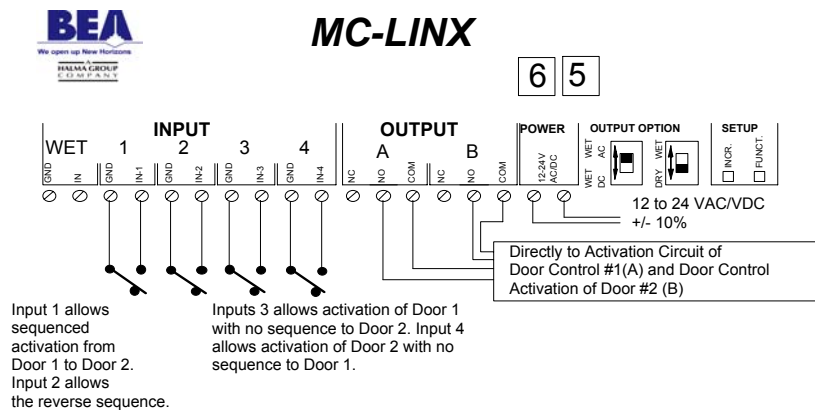 BEA
We open up New Horizons
A
HALMA GROUP
COMPANY
MC-LINX
6 5
INPUT OUTPUT POWER OUTPUT OPTION SETUP
WET 1 2 3 4 A B
GND IN GND IN-1 GND IN-2 GND IN-3 GND IN-4 NC NO COM NC NO COM 12-24V AC/DC WET DC WET AC DRY WET INCR. FUNCT.
12 to 24 VAC/VDC
+/- 10%
Directly to Activation Circuit of
Door Control #1(A) and Door Control
Activation of Door #2 (B)
Input 1 allows
sequenced
activation from
Door 1 to Door 2.
Input 2 allows
the reverse sequence.
Inputs 3 allows activation of Door 1
with no sequence to Door 2. Input 4
allows activation of Door 2 with no
sequence to Door 1.